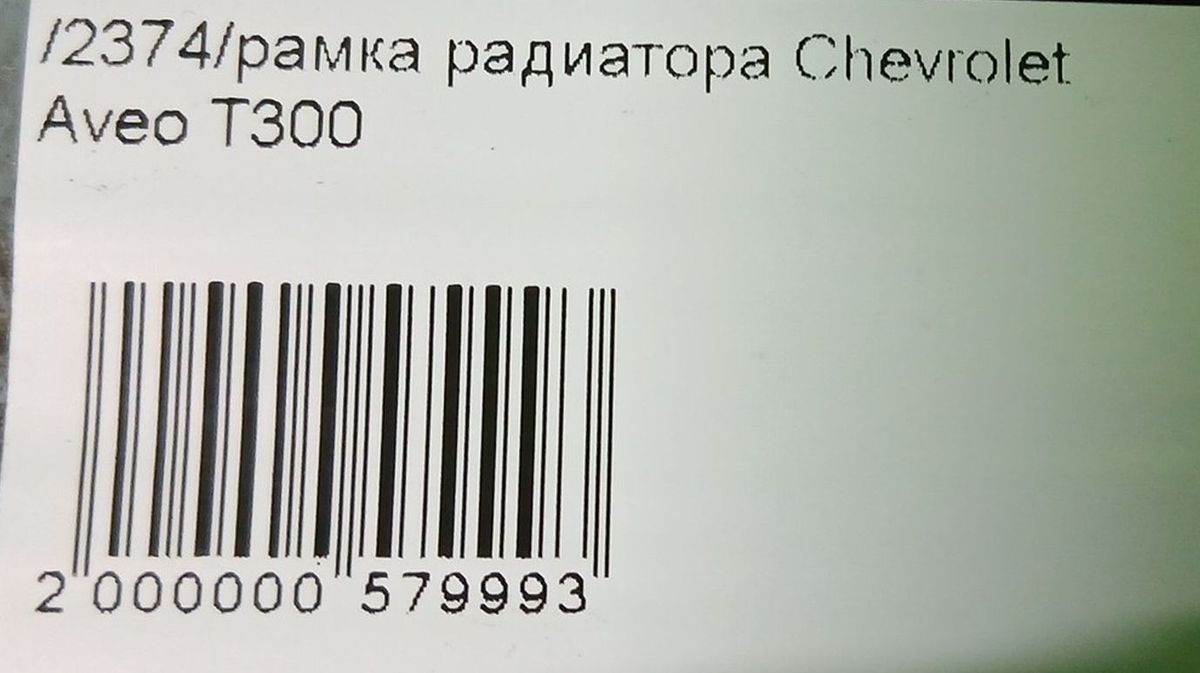 /2374/рамка радиатора Chevrolet
Aveo T300
2 000000 579993